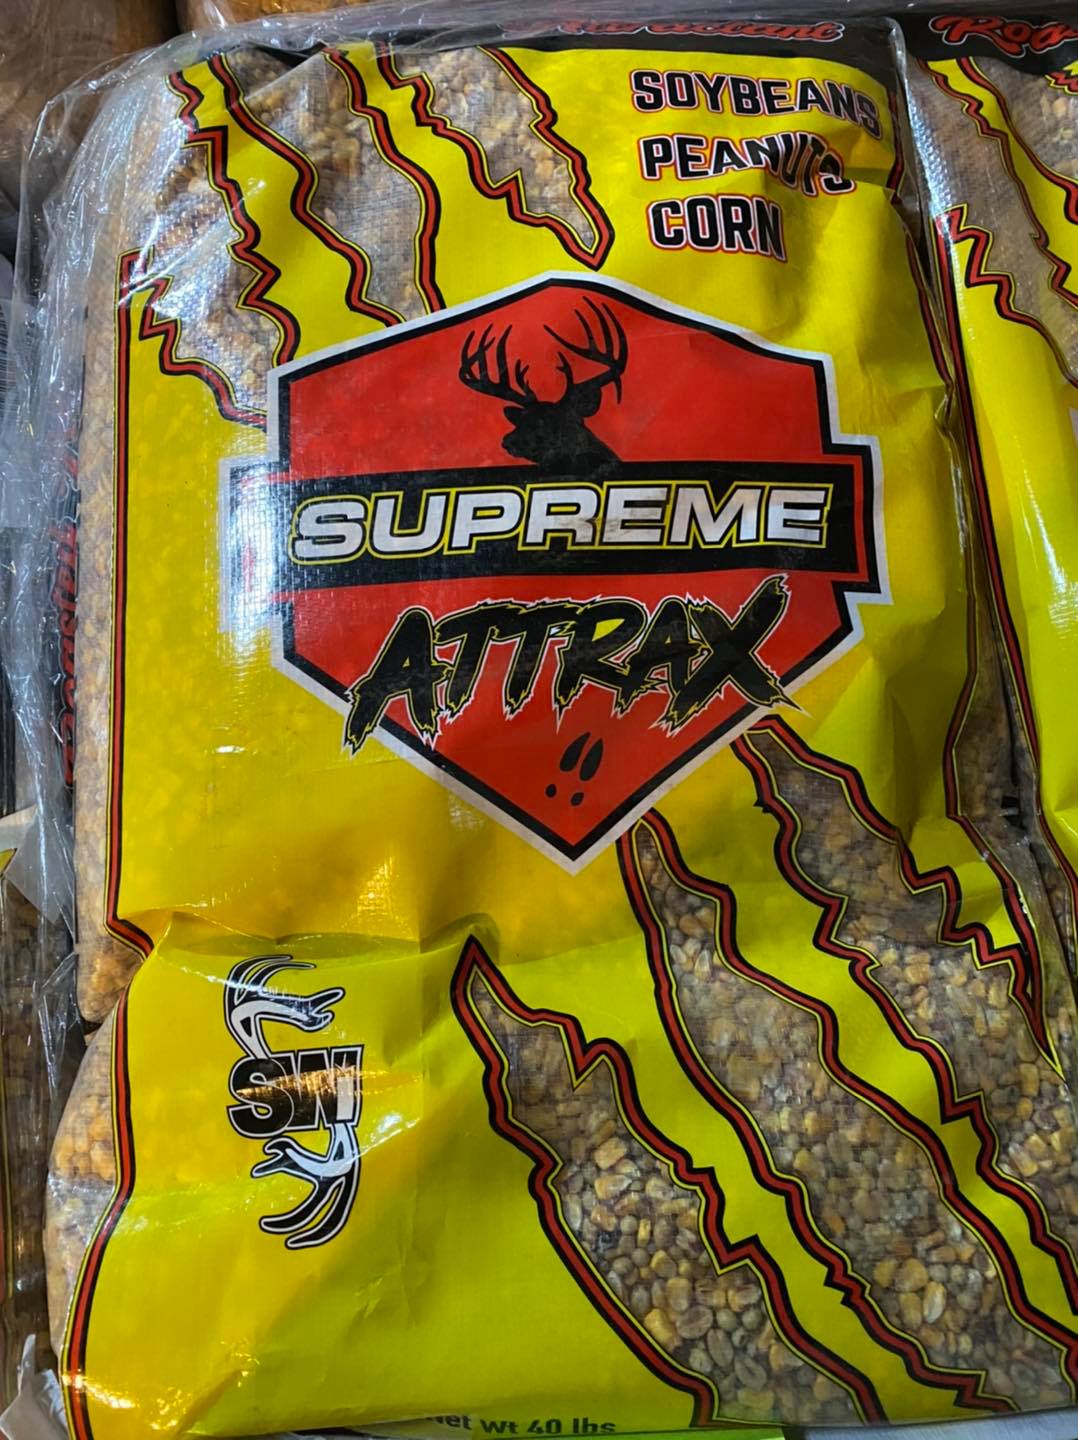 SOYBEANS
PEANUTS
CORN
SUPREME
ATTRAX
SW
Net Wt 40 lbs